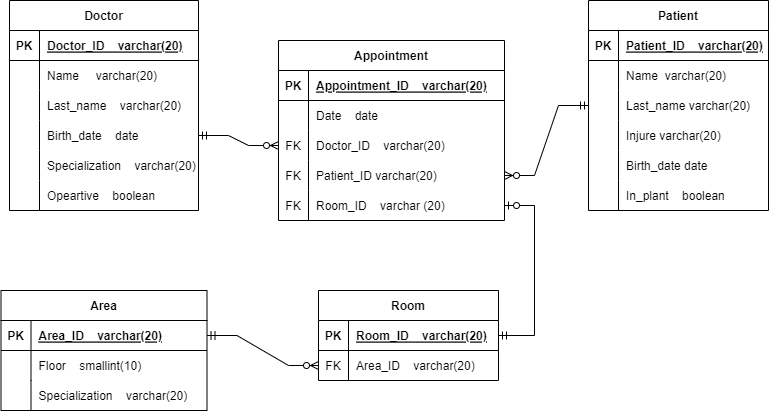 Doctor
PK Doctor_ID varchar(20)
Name varchar(20)
Last_name varchar(20)
Birth_date date
Specialization varchar(20)
Opeartive boolean
Appointment
PK Appointment_ID varchar(20)
Date date
FK Doctor_ID varchar(20)
FK Patient_ID varchar(20)
FK Room_ID varchar (20)
Patient
PK Patient_ID varchar(20)
Name varchar(20)
Last_name varchar(20)
Injure varchar(20)
Birth_date date
In_plant boolean
Area
PK Area_ID varchar(20)
Floor smallint(10)
Specialization varchar(20)
Room
PK Room_ID varchar(20)
FK Area_ID varchar(20)